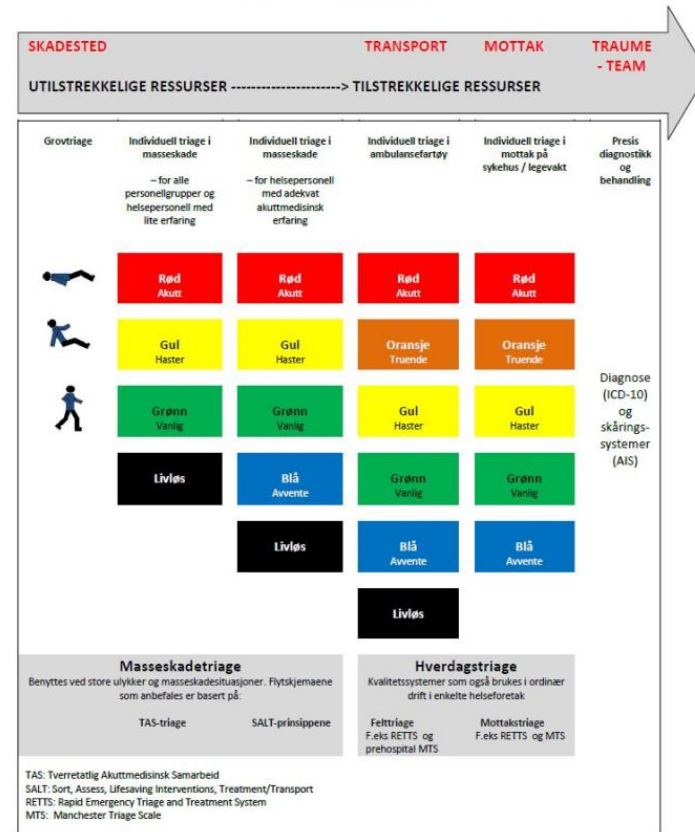 SKADESTED
TRANSPORT
MOTTAK
TRAUME
- TEAM
UTILSTREKKELIGE RESSURSER ----------------------> TILSTREKKELIGE RESSURSER
Grovtriage
Individuell triage i
masseskade
– for alle
personellgrupper og
helsepersonell med
lite erfaring
Individuell triage i
masseskade
– for helsepersonell
med adekvat
akuttmedisinsk
erfaring
Individuell triage i
ambulansefartøy
Individuell triage i
mottak på
sykehus / legevakt
Presis
diagnostikk
og
behandling
Rød
Akutt
Rød
Akutt
Rød
Akutt
Rød
Akutt
Gul
Haster
Gul
Haster
Oransje
Truende
Oransje
Truende
Grønn
Vanlig
Grønn
Vanlig
Gul
Haster
Gul
Haster
Diagnose
(ICD-10)
og
skårings-
systemer
(AIS)
Livløs
Blå
Avvente
Grønn
Vanlig
Grønn
Vanlig
Livløs
Blå
Avvente
Blå
Avvente
Livløs
Masseskadetriage
Benyttes ved store ulykker og masseskadesituasjoner. Flytskjemaene
som anbefales er basert på:
TAS-triage
SALT-prinsippene
Hverdagstriage
Kvalitetssystemer som også brukes i ordinær
drift i enkelte helseforetak
Felttriage
F.eks RETTS og
prehospital MTS
Mottakstriage
F.eks RETTS og MTS
TAS: Tverretatlig Akuttmedisinsk Samarbeid
SALT: Sort, Assess, Lifesaving Interventions, Treatment/Transport
RETTS: Rapid Emergency Triage and Treatment System
MTS: Manchester Triage Scale